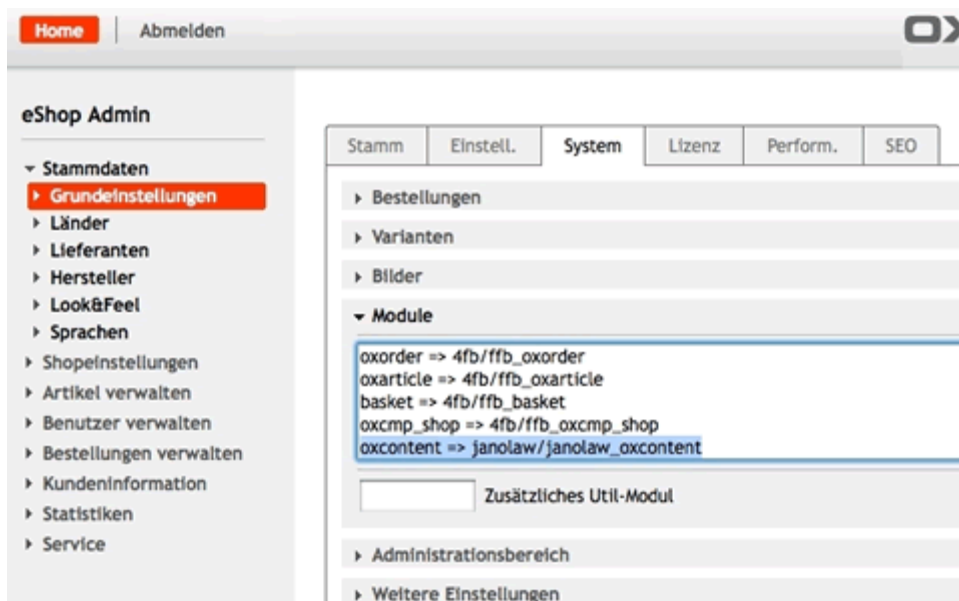 Home Abmelden OX
eShop Admin
Stammdaten
Grundeinstellungen
Länder
Lieferanten
Hersteller
Look&Feel
Sprachen
Shopeinstellungen
Artikel verwalten
Benutzer verwalten
Bestellungen verwalten
Kundeninformation
Statistiken
Service
Stamm Einstell. System Lizenz Perform. SEO
Bestellungen
Varianten
Bilder
Module
oxorder => 4fb/ffb_oxorder
oxarticle => 4fb/ffb_oxarticle
basket => 4fb/ffb_basket
oxcmp_shop => 4fb/ffb_oxcmp_shop
oxcontent => janolaw/janolaw_oxcontent
Zusätzliches Util-Modul
Administrationsbereich
Weitere Einstellungen